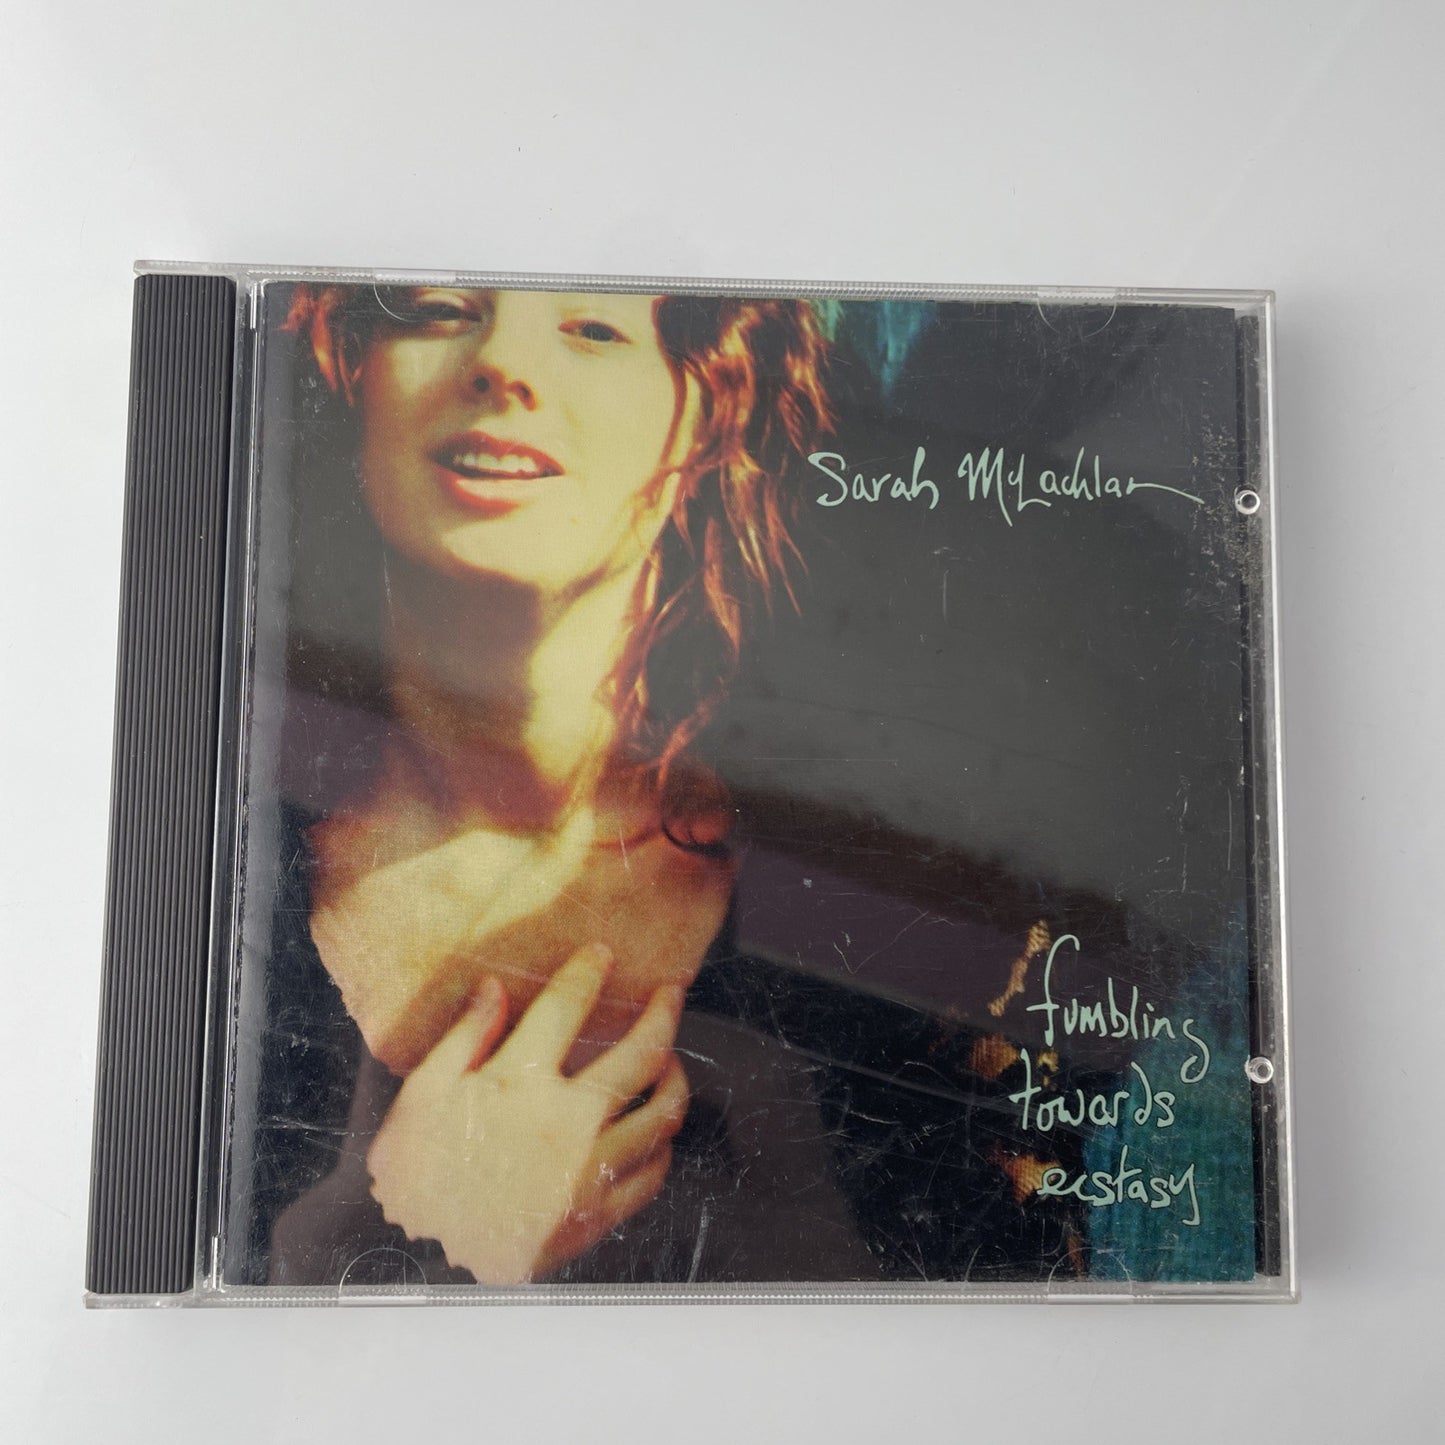 Sarah McLachlan
fumbling
towards
ecstasy